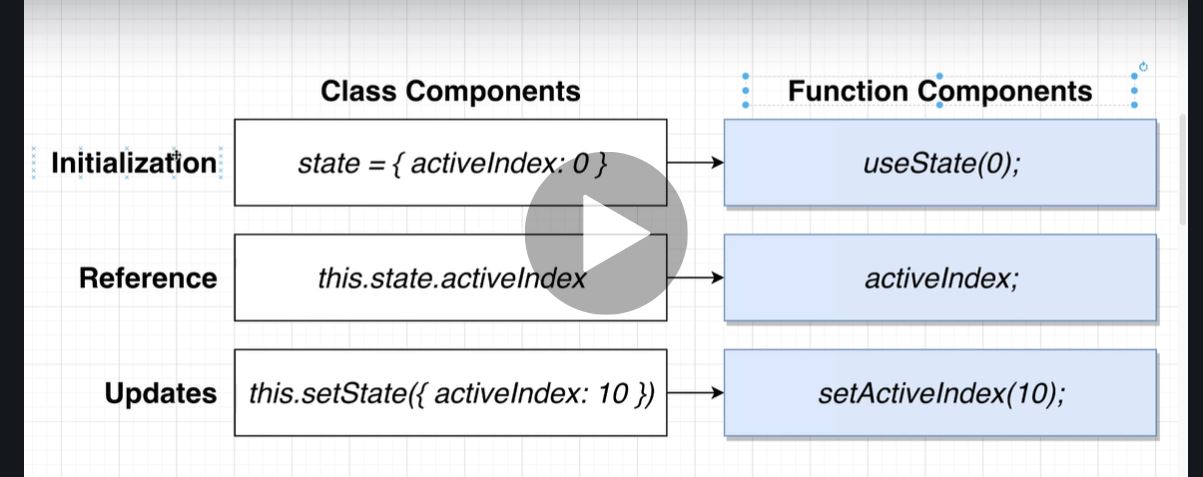 Class Components
Function Components
Initialization
state = { activeIndex: 0 }
useState(0);
Reference
this.state.activeIndex
activeIndex;
Updates
this.setState({ activeIndex: 10 })
setActiveIndex(10);